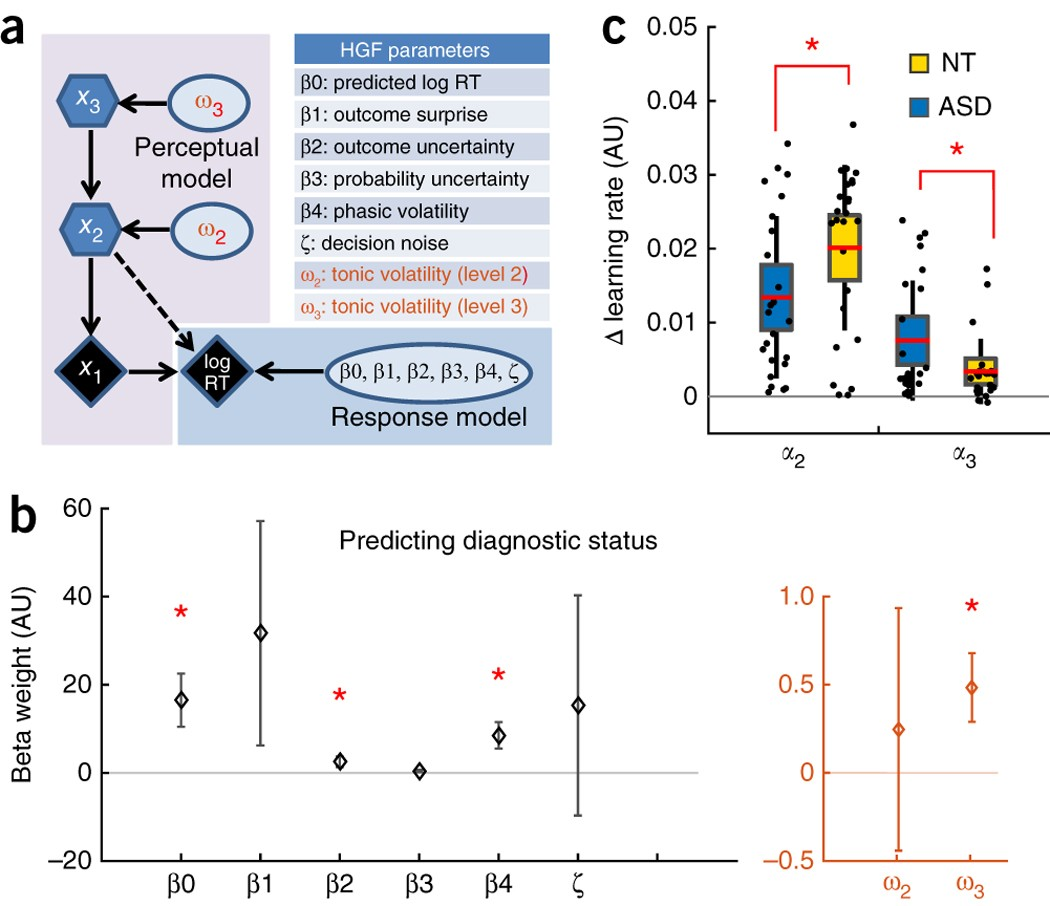 a
x3
ω3
Perceptual
model
x2
ω2
x1
log
RT
β0, β1, β2, β3, β4, ζ
Response model
HGF parameters
β0: predicted log RT
β1: outcome surprise
β2: outcome uncertainty
β3: probability uncertainty
β4: phasic volatility
ζ: decision noise
ω2: tonic volatility (level 2)
ω3: tonic volatility (level 3)
c
Δ learning rate (AU)
0.05
0.04
0.03
0.02
0.01
0
*
*
NT
ASD
α2
α3
b
Predicting diagnostic status
Beta weight (AU)
60
40
20
0
–20
*
*
*
β0
β1
β2
β3
β4
ζ
1.0
0.5
0
–0.5
*
ω2
ω3